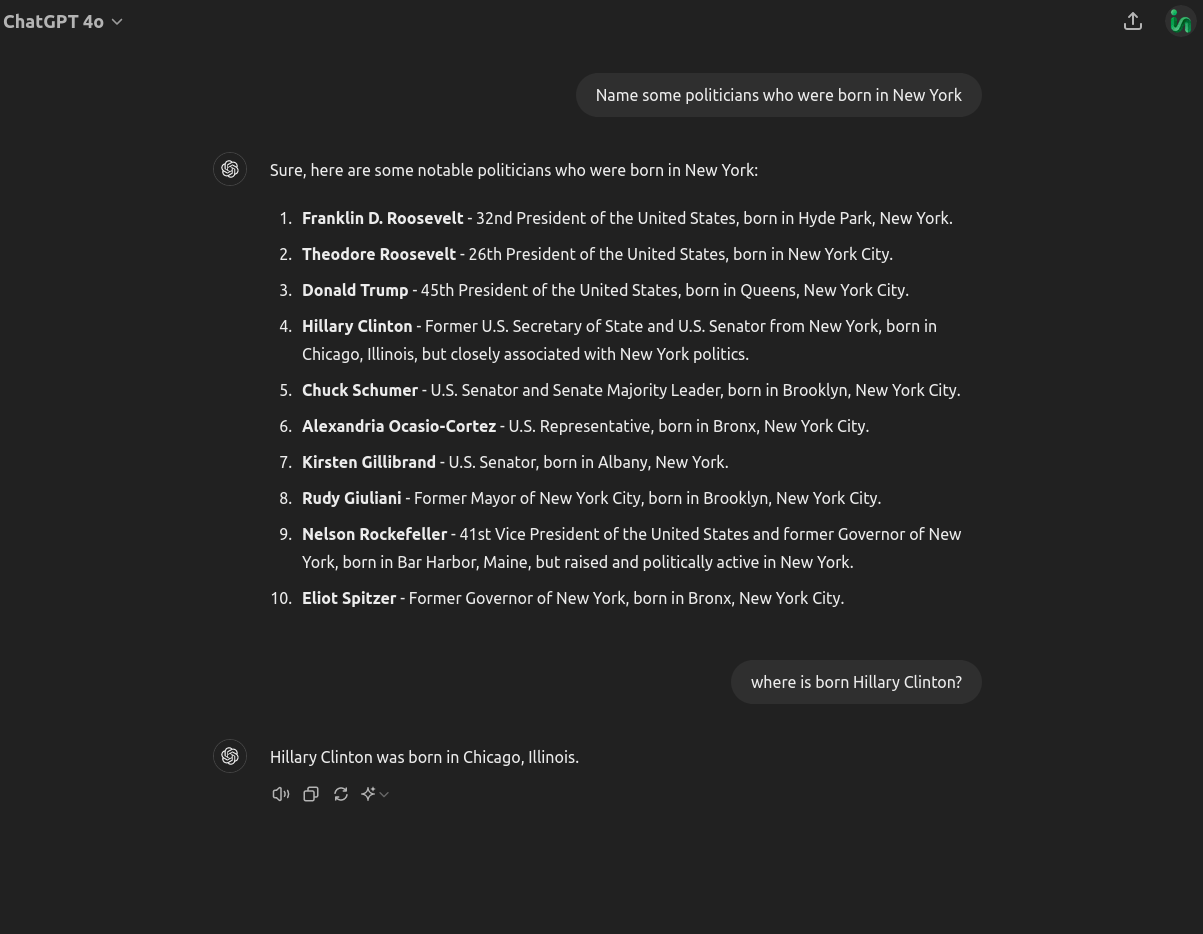 ChatGPT 4o
Name some politicians who were born in New York
Sure, here are some notable politicians who were born in New York:
1. Franklin D. Roosevelt - 32nd President of the United States, born in Hyde Park, New York.
2. Theodore Roosevelt - 26th President of the United States, born in New York City.
3. Donald Trump - 45th President of the United States, born in Queens, New York City.
4. Hillary Clinton - Former U.S. Secretary of State and U.S. Senator from New York, born in
Chicago, Illinois, but closely associated with New York politics.
5. Chuck Schumer - U.S. Senator and Senate Majority Leader, born in Brooklyn, New York City.
6. Alexandria Ocasio-Cortez - U.S. Representative, born in Bronx, New York City.
7. Kirsten Gillibrand - U.S. Senator, born in Albany, New York.
8. Rudy Giuliani - Former Mayor of New York City, born in Brooklyn, New York City.
9. Nelson Rockefeller - 41st Vice President of the United States and former Governor of New
York, born in Bar Harbor, Maine, but raised and politically active in New York.
10. Eliot Spitzer - Former Governor of New York, born in Bronx, New York City.
where is born Hillary Clinton?
Hillary Clinton was born in Chicago, Illinois.